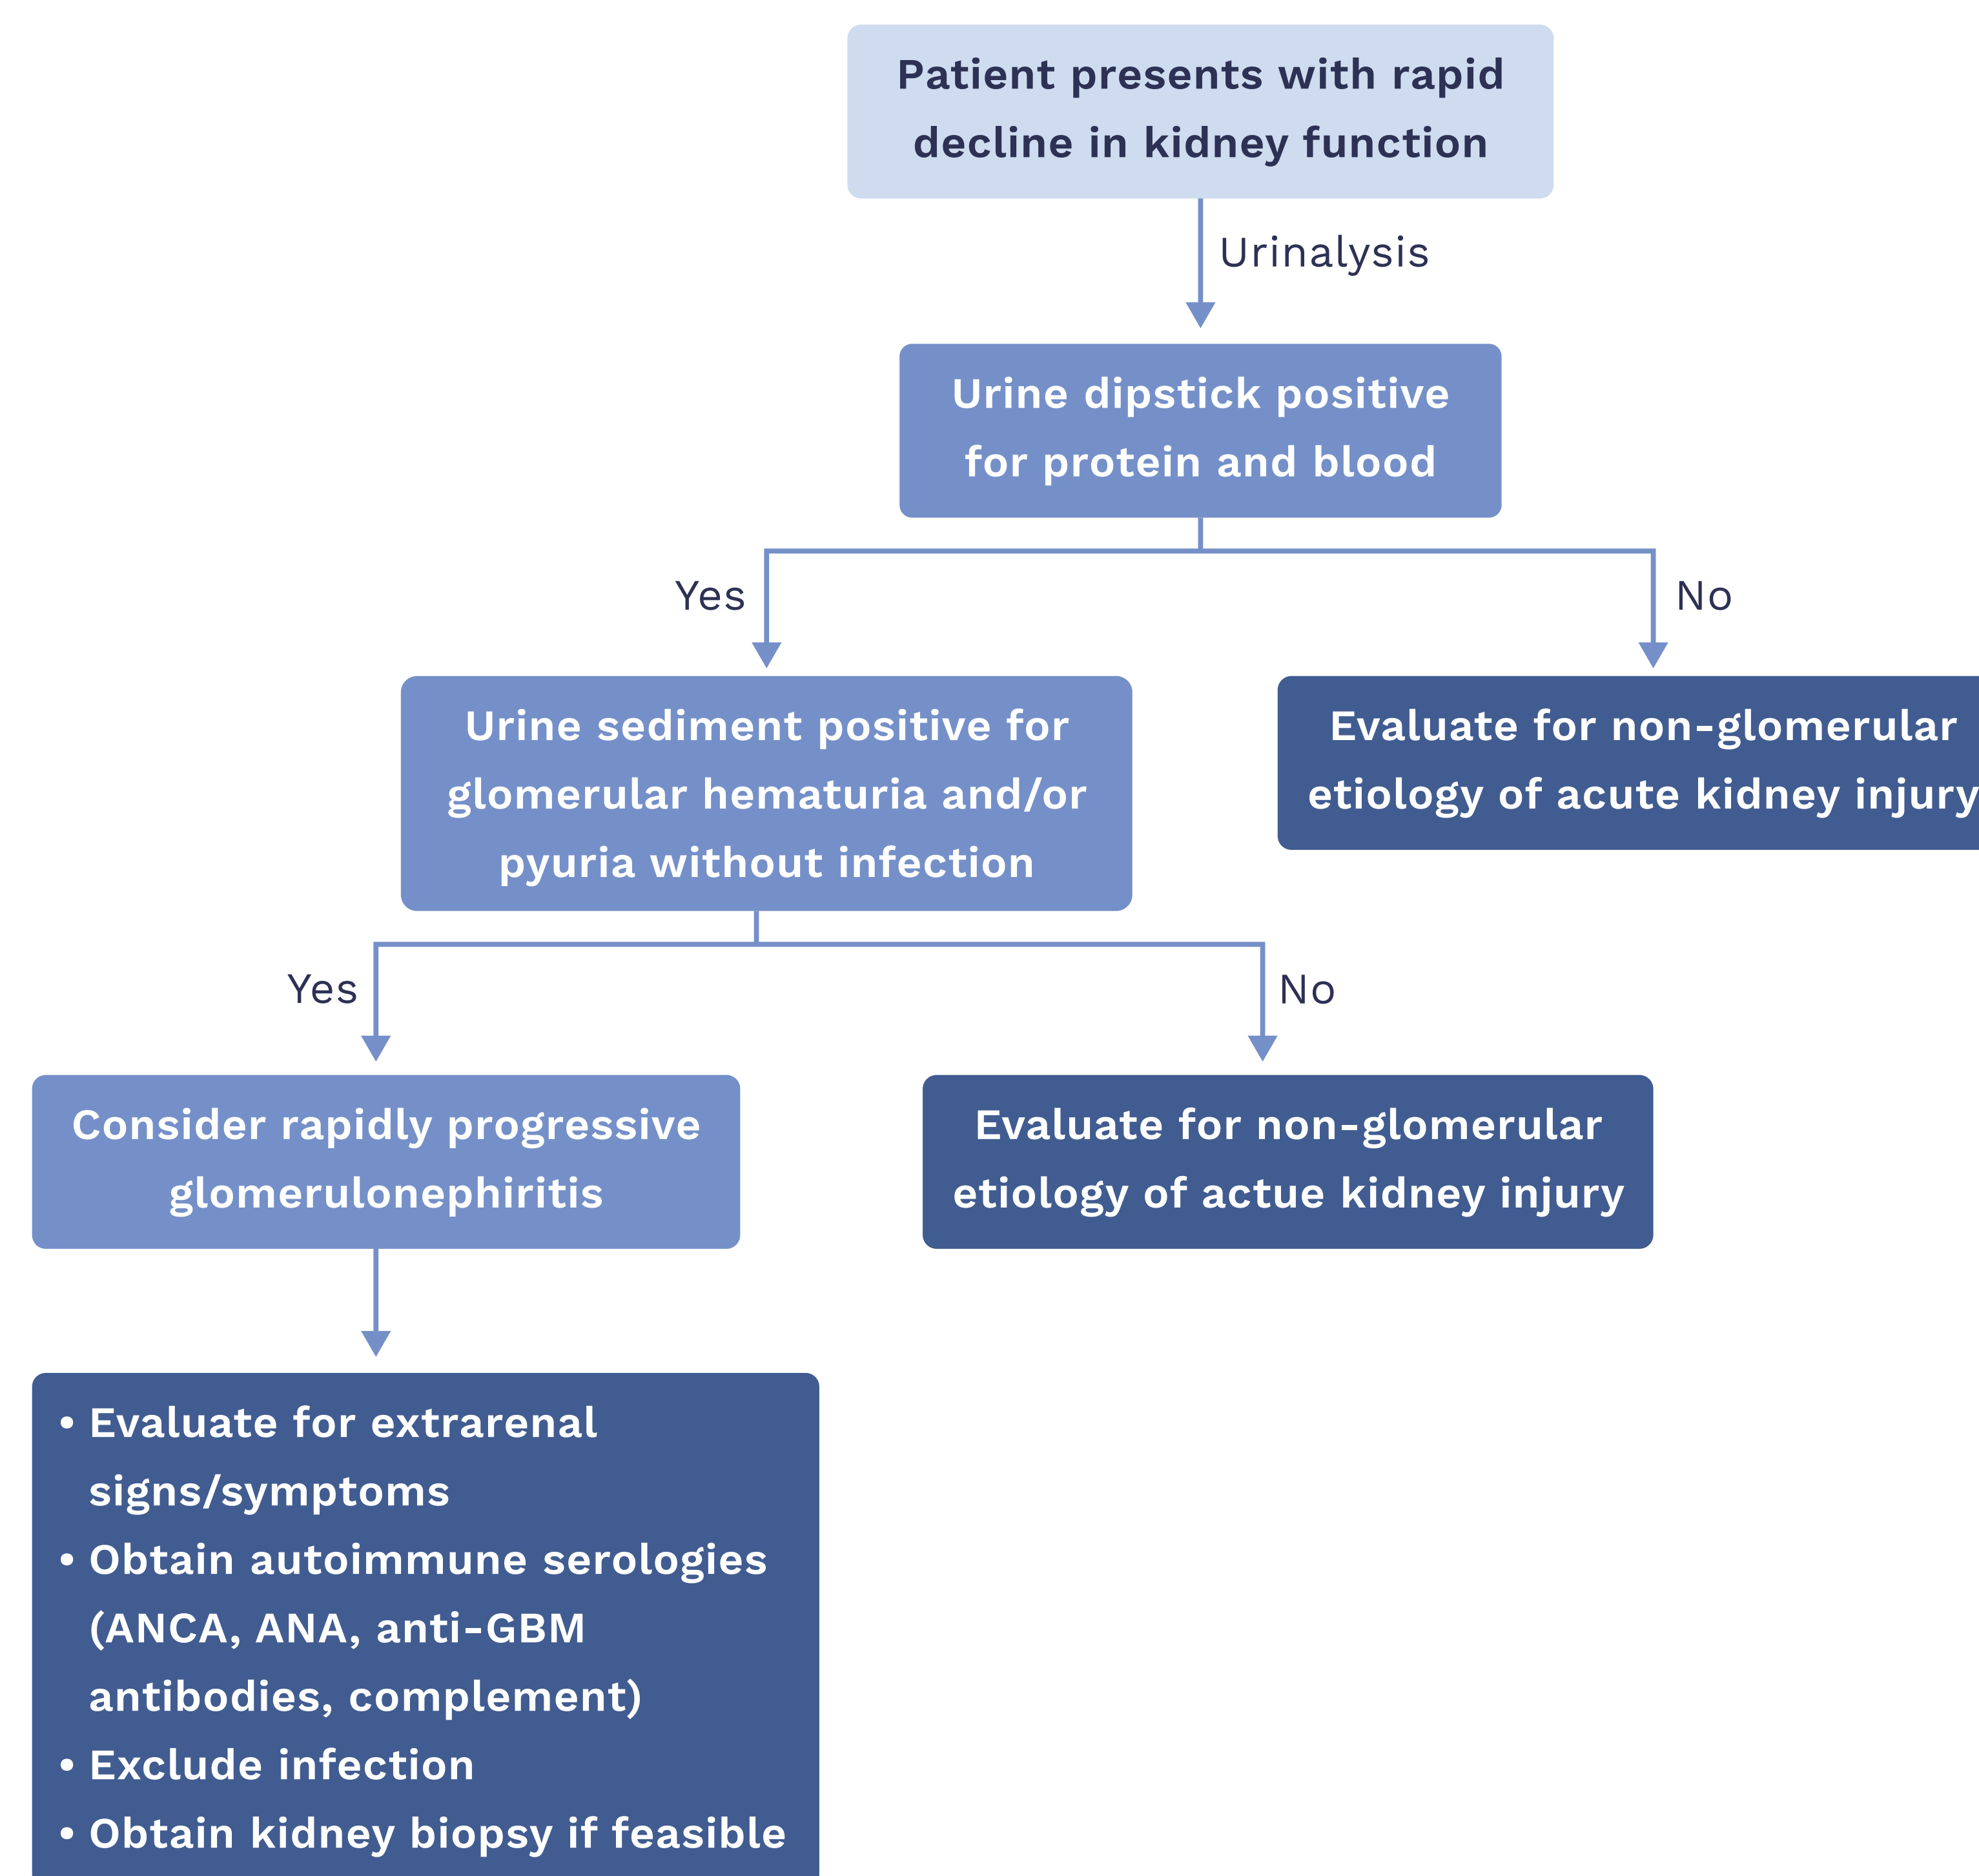 Patient presents with rapid
decline in kidney function
Urinalysis
Urine dipstick positive
for protein and blood
Yes
No
Urine sediment positive for
glomerular hematuria and/or
pyuria without infection
Evaluate for non-glomerular
etiology of acute kidney injury
Yes
No
Consider rapidly progressive
glomerulonephiritis
Evaluate for non-glomerular
etiology of actue kidney injury
• Evaluate for extrarenal
signs/symptoms
• Obtain autoimmune serologies
(ANCA, ANA, anti-GBM
antibodies, complement)
• Exclude infection
• Obtain kidney biopsy if feasible